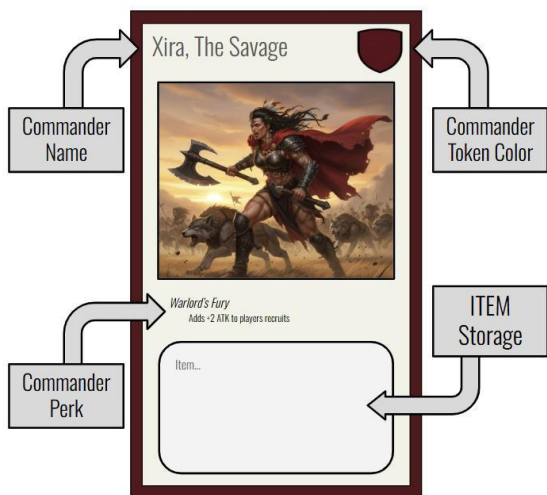 Xira, The Savage
Commander
Name
Commander
Token Color
Warlord's Fury
Adds +2 ATK to players recruits
ITEM
Storage
Commander
Perk
Item...